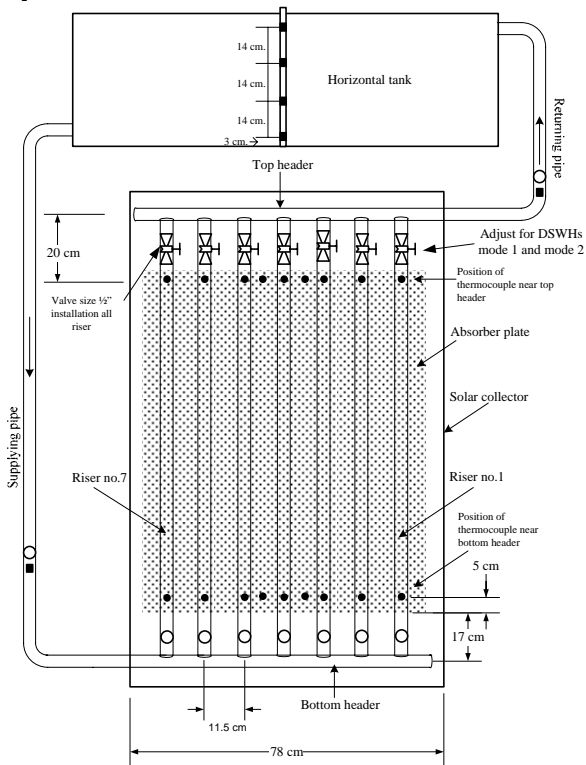 14 cm.
14 cm.
14 cm.
3 cm.
Horizontal tank
Returning pipe
Top header
20 cm
Adjust for DSWHs
mode 1 and mode 2
Valve size ½"
installation all
riser
Position of
thermocouple near top
header
Absorber plate
Solar collector
Supplying pipe
Riser no.7
Riser no.1
Position of
thermocouple near
bottom header
5 cm
17 cm
Bottom header
11.5 cm
78 cm